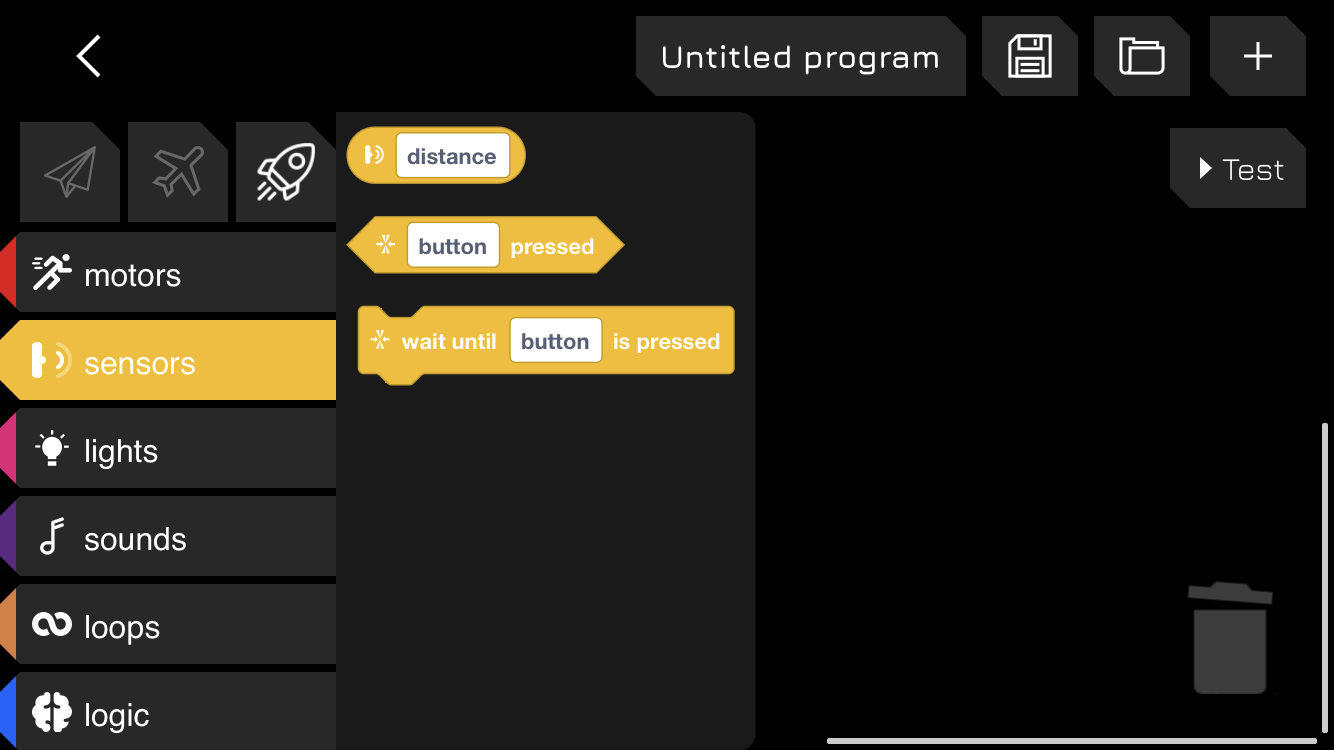 Untitled program
Test
motors
sensors
lights
sounds
loops
logic
distance
button pressed
wait until button is pressed